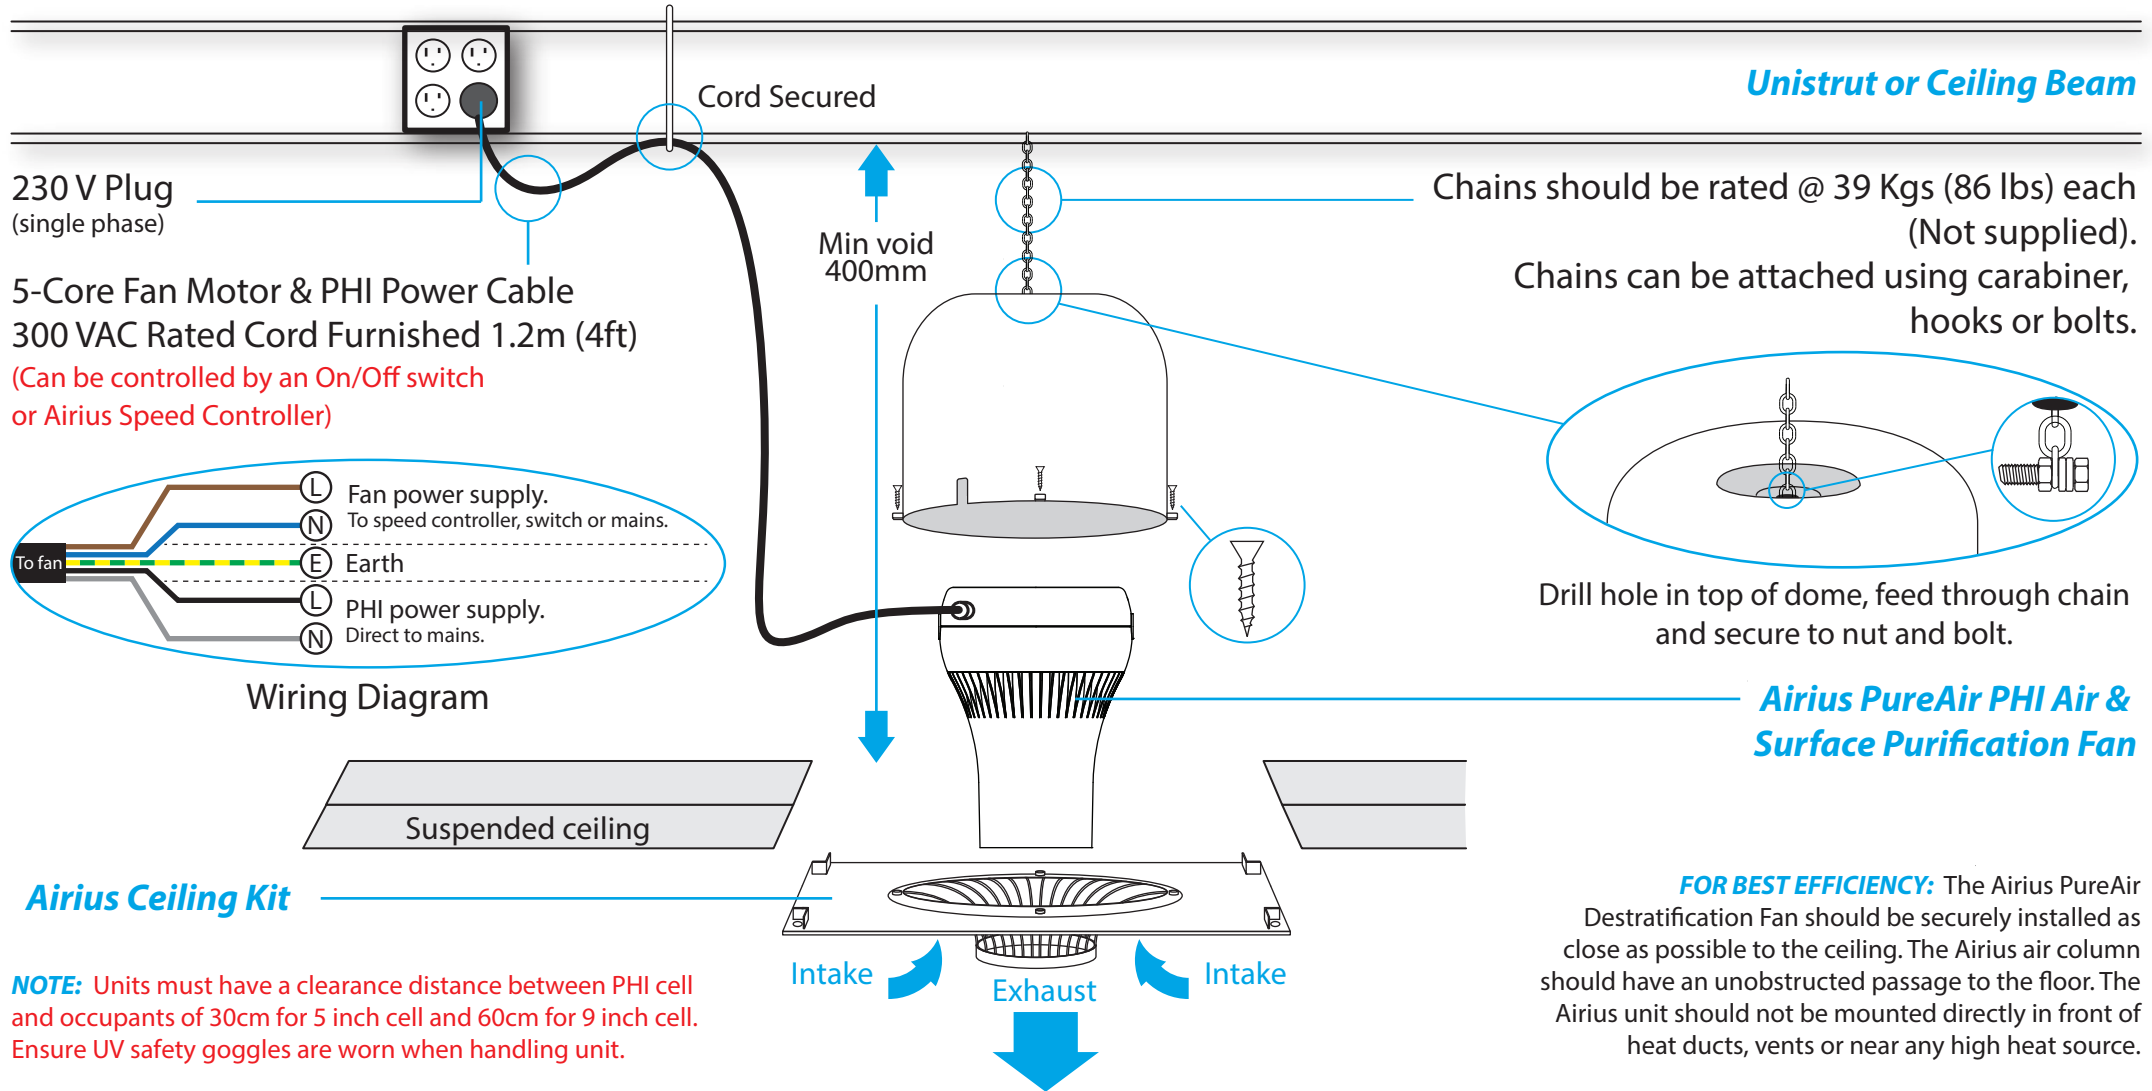 Unistrut or Ceiling Beam
Cord Secured
230 V Plug
(single phase)
5-Core Fan Motor & PHI Power Cable
300 VAC Rated Cord Furnished 1.2m (4ft)
(Can be controlled by an On/Off switch
or Airius Speed Controller)
Min void
400mm
Chains should be rated @ 39 Kgs (86 lbs) each
(Not supplied).
Chains can be attached using carabiner,
hooks or bolts.
To fan
L
Fan power supply.
N
To speed controller, switch or mains.
E
Earth
L
PHI power supply.
N
Direct to mains.
Wiring Diagram
Drill hole in top of dome, feed through chain
and secure to nut and bolt.
Airius PureAir PHI Air &
Surface Purification Fan
Suspended ceiling
Airius Ceiling Kit
Intake
Exhaust
Intake
NOTE: Units must have a clearance distance between PHI cell
and occupants of 30cm for 5 inch cell and 60cm for 9 inch cell.
Ensure UV safety goggles are worn when handling unit.
FOR BEST EFFICIENCY: The Airius PureAir
Destratification Fan should be securely installed as
close as possible to the ceiling. The Airius air column
should have an unobstructed passage to the floor. The
Airius unit should not be mounted directly in front of
heat ducts, vents or near any high heat source.